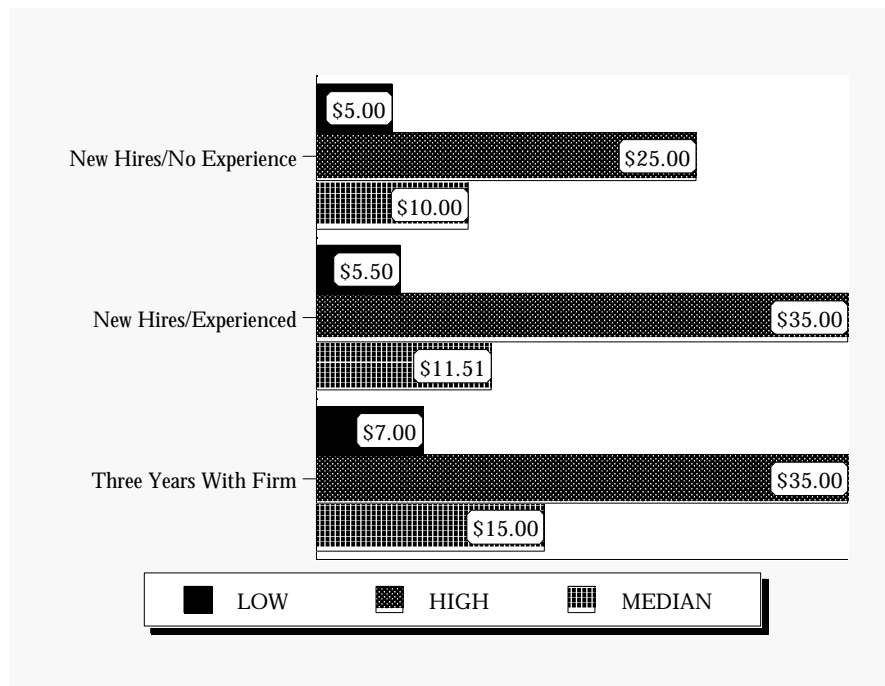 $5.00
New Hires/No Experience
$25.00
$10.00
$5.50
New Hires/Experienced
$35.00
$11.51
$7.00
Three Years With Firm
$35.00
$15.00
LOW HIGH MEDIAN